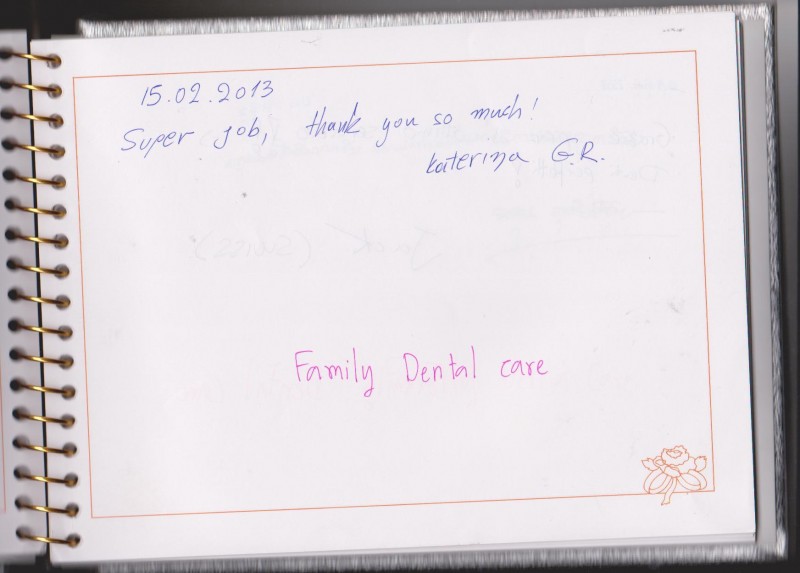 15.02.2013
Super job, thank you so much!
Katerina G.R.
Family Dental care